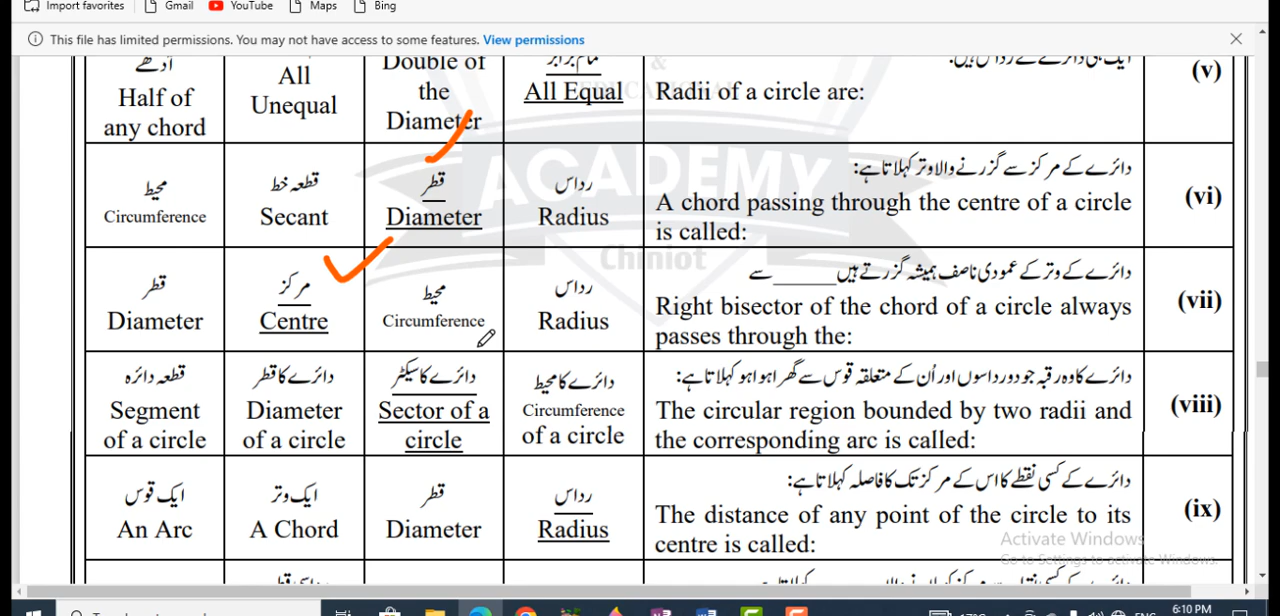 Import favorites Gmail YouTube Maps Bing
This file has limited permissions. You may not have access to some features. View permissions
آدھے
Half of
any chord
All
Unequal
Double of
the
Diameter
تمام برابر
All Equal
Radii of a circle are:
(v)
محیط
Circumference
قطعہ خط
Secant
قطر
Diameter
رداس
Radius
دائرے کے مرکز سے گزرنے والا وتر کہلاتا ہے:
A chord passing through the centre of a circle
is called:
(vi)
قطر
Diameter
مرکز
Centre
محیط
Circumference
رداس
Radius
دائرے کے وتر کے عمودی ناصف ہمیشہ گزرتے ہیں ______ سے
Right bisector of the chord of a circle always
passes through the:
(vii)
قطعہ دائرہ
Segment
of a circle
دائرے کا قطر
Diameter
of a circle
دائرے کا سیکٹر
Sector of a
circle
دائرے کا محیط
Circumference
of a circle
دائرے کا وہ رقبہ جو دو رداسوں اور اُن کے متعلقہ قوس سے گھرا ہوا ہو کہلاتا ہے:
The circular region bounded by two radii and
the corresponding arc is called:
(viii)
ایک قوس
An Arc
ایک وتر
A Chord
قطر
Diameter
رداس
Radius
دائرے کے کسی نقطے کا اس کے مرکز تک کا فاصلہ کہلاتا ہے:
The distance of any point of the circle to its
centre is called:
(ix)
&
ACADEMY
Chiniot
Activate Windows
Go to Settings to activate Windows.
6:10 PM